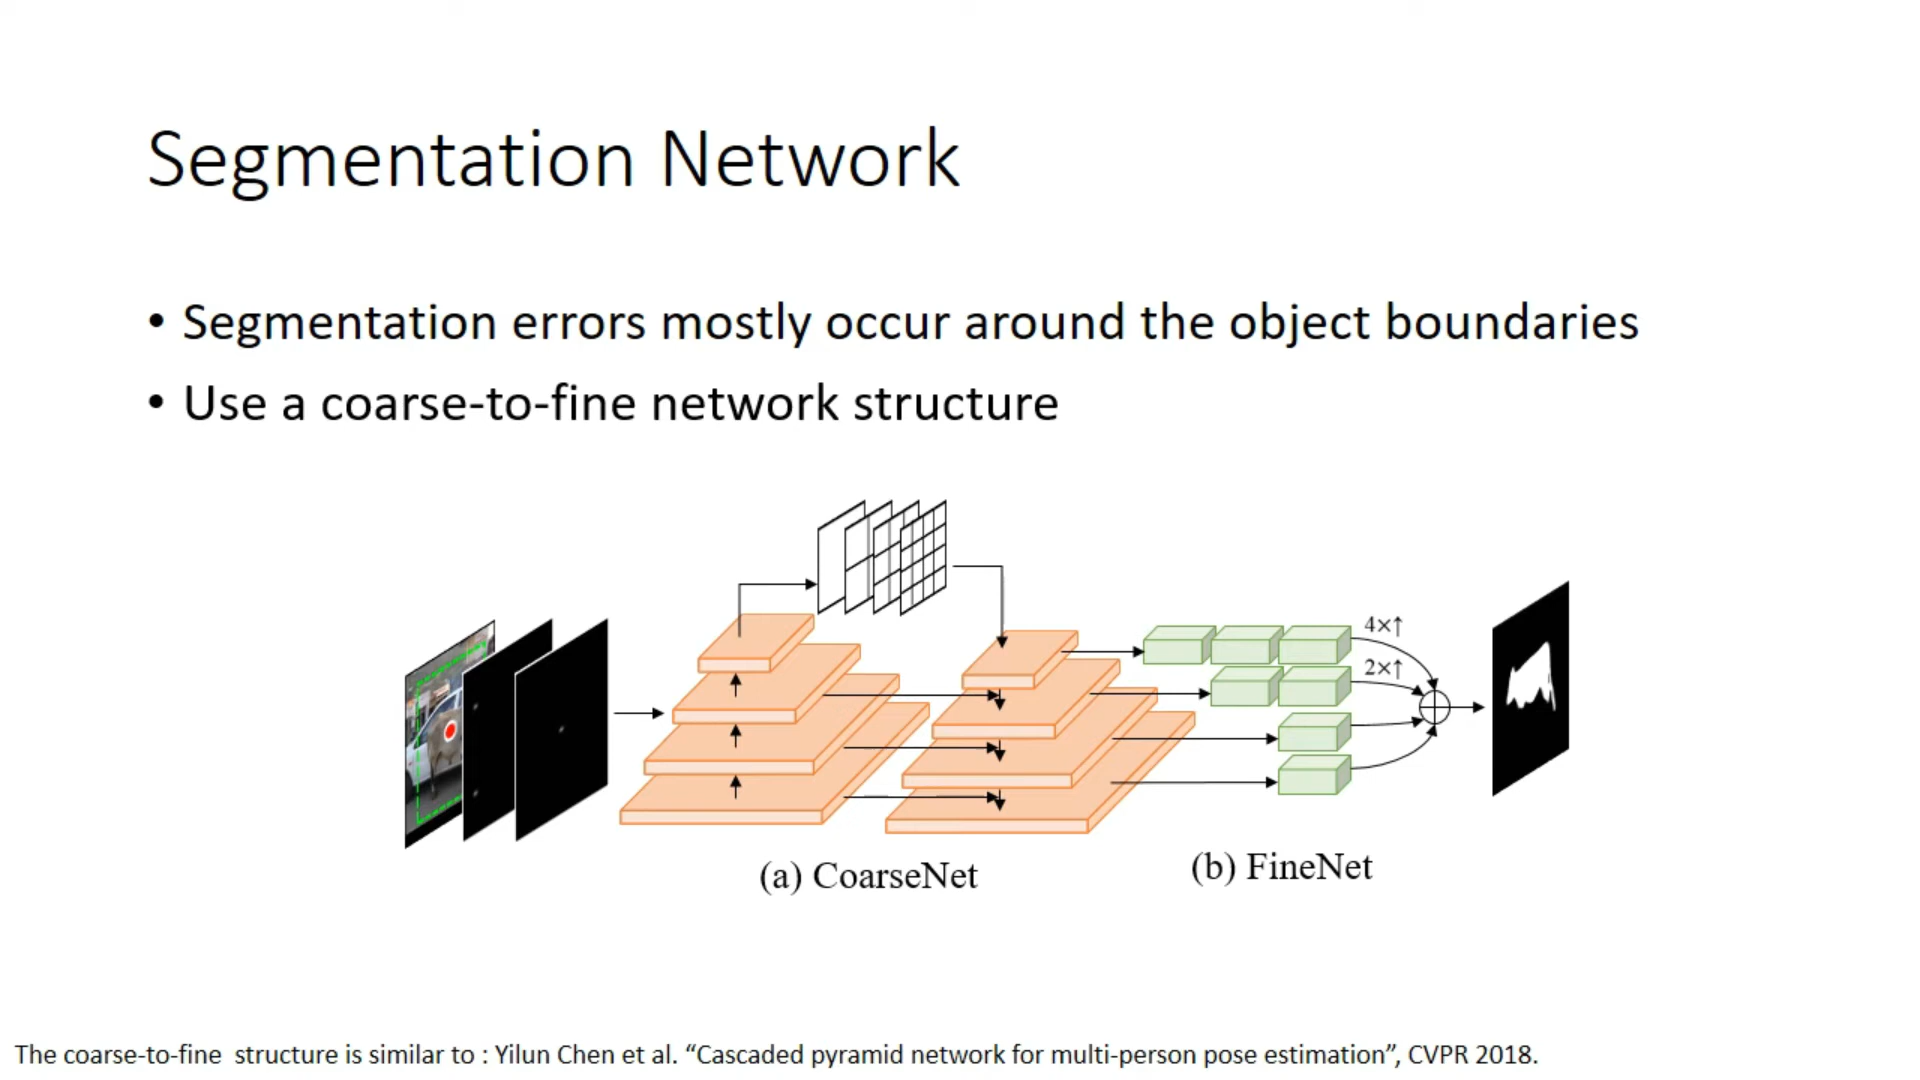 Segmentation Network
• Segmentation errors mostly occur around the object boundaries
• Use a coarse-to-fine network structure
4×↑
2×↑
(a) CoarseNet
(b) FineNet
The coarse-to-fine structure is similar to : Yilun Chen et al. “Cascaded pyramid network for multi-person pose estimation”, CVPR 2018.